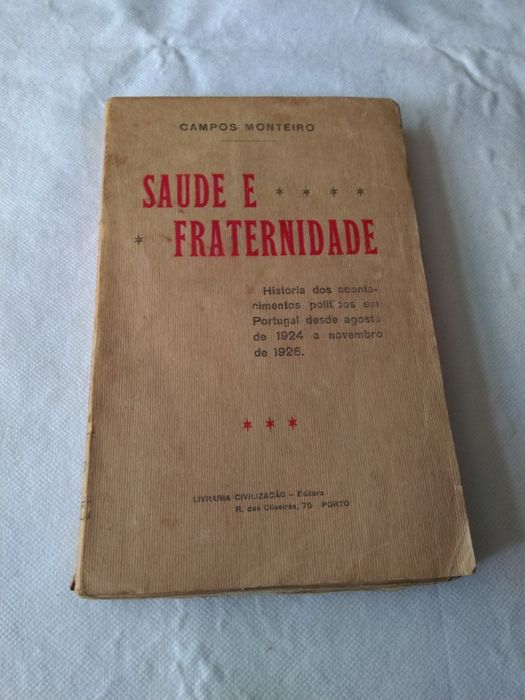 CAMPOS MONTEIRO
SAUDE E * * * *
* FRATERNIDADE
História dos aconte-
cimentos politicos em
Portugal desde agosto
de 1924 a novembro
de 1926.
* * *
LIVRARIA CIVILIZAÇÃO — Editora
R. das Oliveiras, 75 PORTO